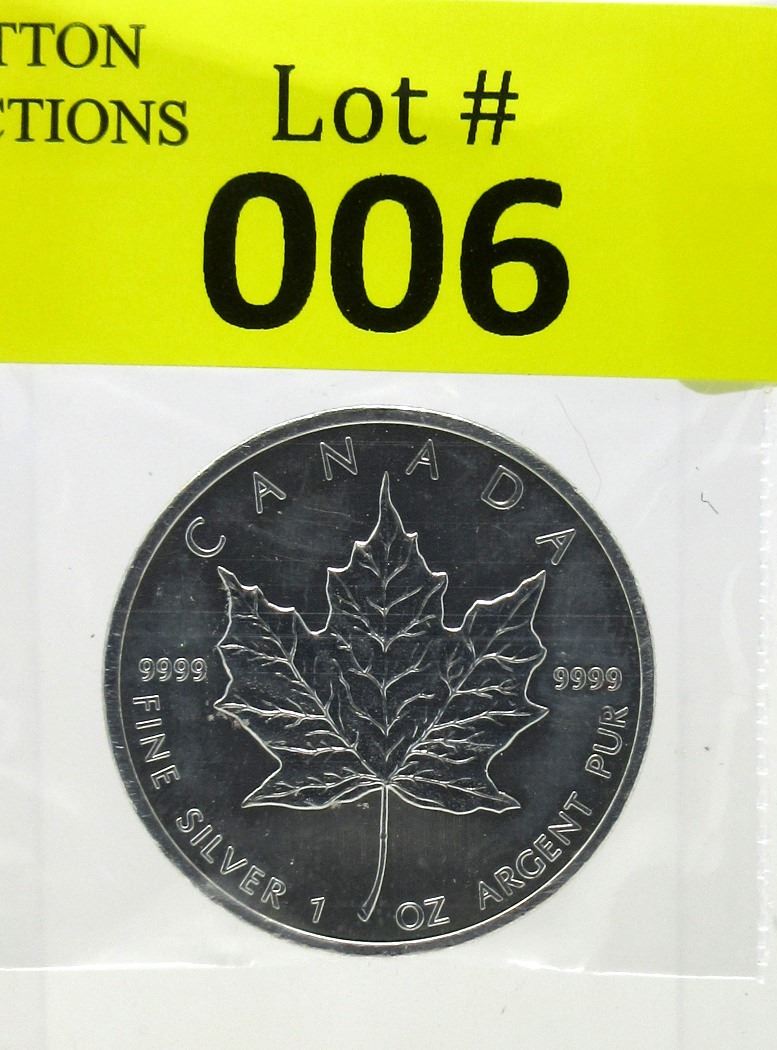 TTON
CTIONS
Lot #
006
CANADA
9999
9999
FINE SILVER 1 OZ ARGENT PUR